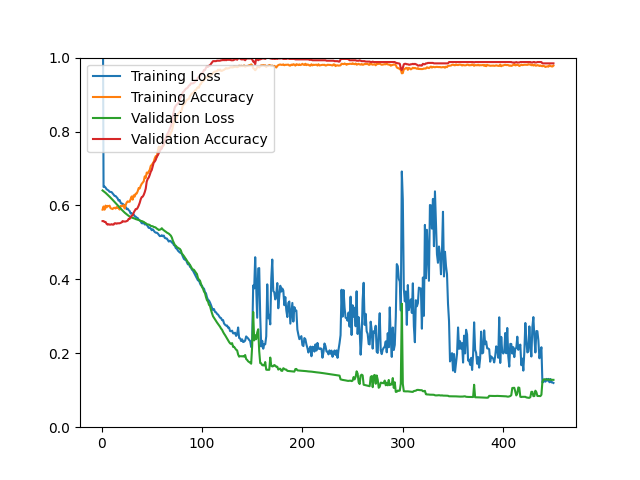 1.0
0.8
0.6
0.4
0.2
0.0
Training Loss
Training Accuracy
Validation Loss
Validation Accuracy
0 100 200 300 400